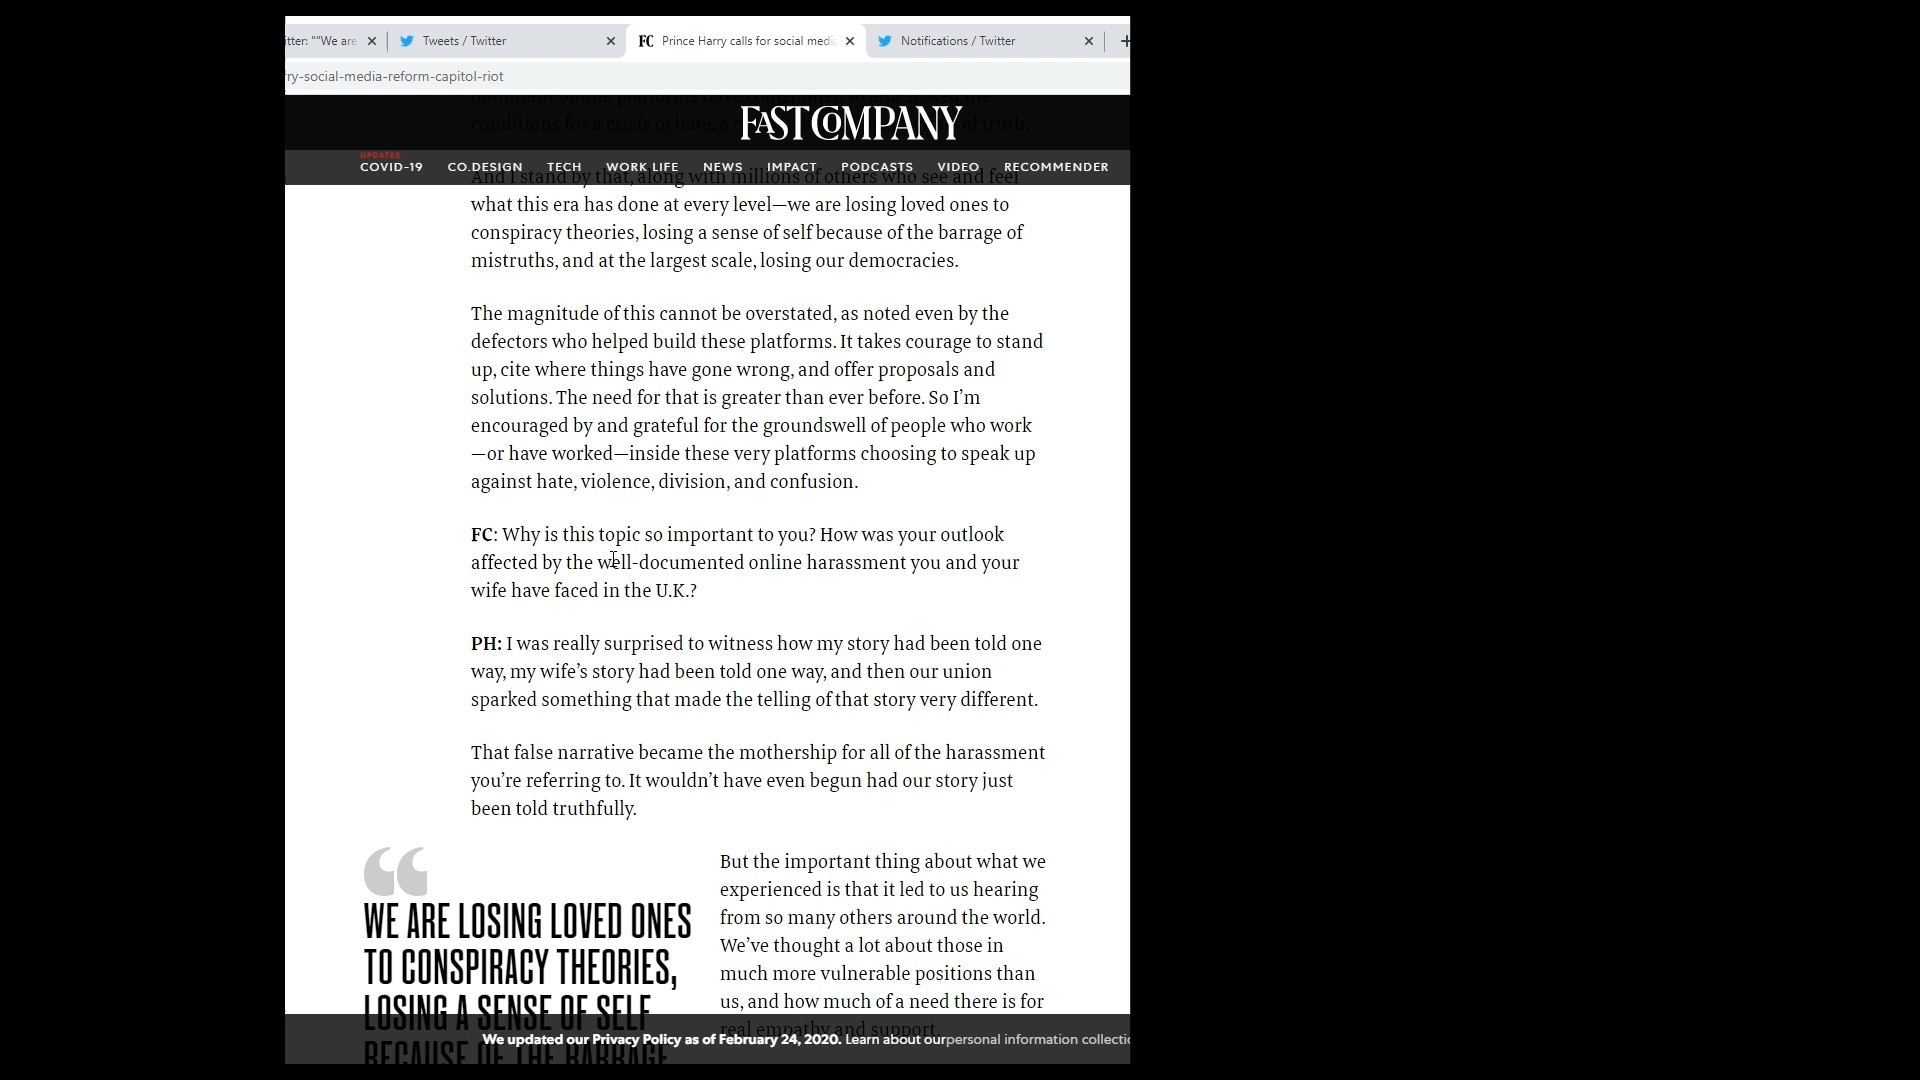 itter: ""We are
Tweets / Twitter
FC Prince Harry calls for social media
Notifications / Twitter
ry-social-media-reform-capitol-riot
FAST COMPANY
conditions for a crisis of hate, a c of truth.
UPDATES
COVID-19 CO.DESIGN TECH WORK LIFE NEWS IMPACT PODCASTS VIDEO RECOMMENDER
And I stand by that, along with millions of others who see and feel
what this era has done at every level—we are losing loved ones to
conspiracy theories, losing a sense of self because of the barrage of
mistruths, and at the largest scale, losing our democracies.
The magnitude of this cannot be overstated, as noted even by the
defectors who helped build these platforms. It takes courage to stand
up, cite where things have gone wrong, and offer proposals and
solutions. The need for that is greater than ever before. So I’m
encouraged by and grateful for the groundswell of people who work
—or have worked—inside these very platforms choosing to speak up
against hate, violence, division, and confusion.
FC: Why is this topic so important to you? How was your outlook
affected by the well-documented online harassment you and your
wife have faced in the U.K.?
PH: I was really surprised to witness how my story had been told one
way, my wife’s story had been told one way, and then our union
sparked something that made the telling of that story very different.
That false narrative became the mothership for all of the harassment
you’re referring to. It wouldn’t have even begun had our story just
been told truthfully.
“
WE ARE LOSING LOVED ONES
TO CONSPIRACY THEORIES,
LOSING A SENSE OF SELF
BECAUSE OF THE BARRAGE
But the important thing about what we
experienced is that it led to us hearing
from so many others around the world.
We’ve thought a lot about those in
much more vulnerable positions than
us, and how much of a need there is for
real empathy and support.
We updated our Privacy Policy as of February 24, 2020. Learn about our personal information collectio